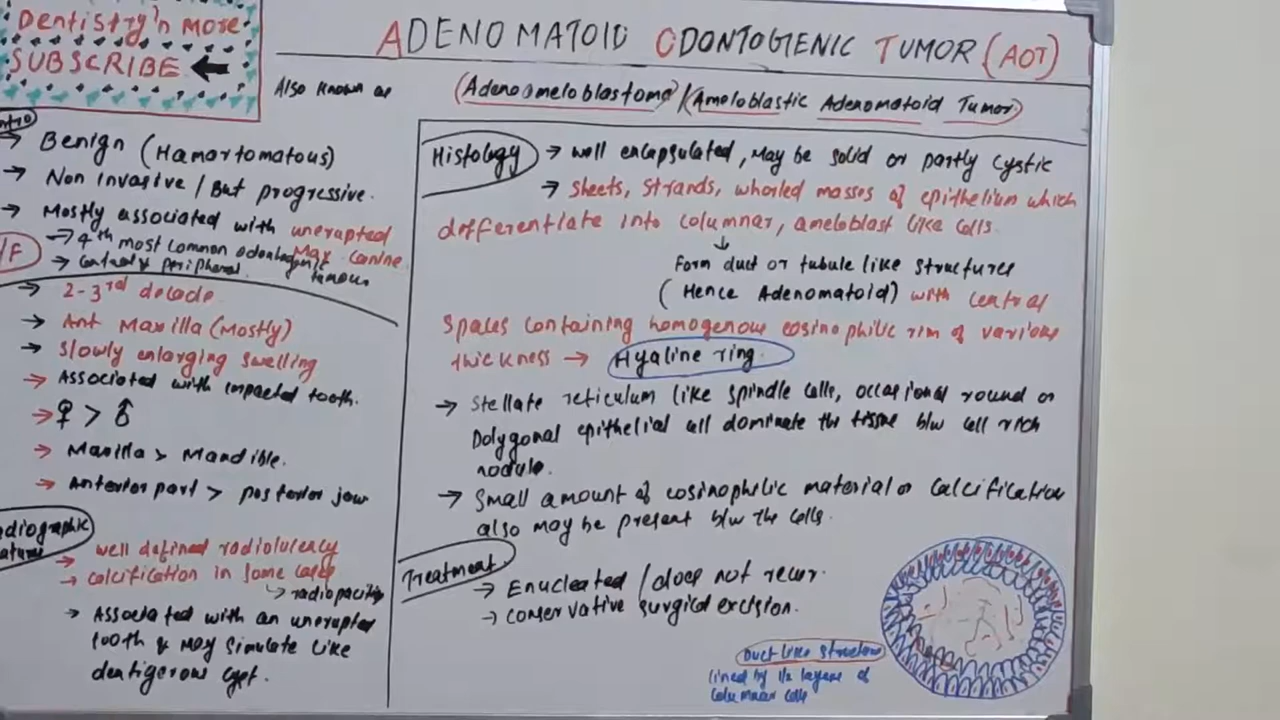 Dentistry'n more
SUBSCRIBE
ADENOMATOID ODONTOGENIC TUMOR (AOT)
Also known as (Adenoameloblastoma)/(Ameloblastic Adenomatoid Tumor)
ntro
→ Benign (Hamartomatous)
→ Non Invasive / But progressive.
→ Mostly associated with unerupted
Max Canine
→ 4th most common odontogenic
tumour
→ Central & peripheral
/F
→ 2-3rd decade
→ Ant Maxilla (Mostly)
→ Slowly enlarging swelling
→ Associated with impacted tooth.
→ ♀ > ♂
→ Maxilla > Mandible.
→ Anterior part > posterior jaw
adiographic
→ well defined radiolucency
→ calcification in some cases
↳ radiopacity
→ Associated with an unerupted
tooth & may simulate like
dentigerous cyst.
Histology → well encapsulated, May be solid or partly cystic
→ Sheets, strands, whorled masses of epithelium which
differentiate into columnar, ameloblast like cells.
↓
Form duct or tubule like structures
(Hence Adenomatoid) with central
spaces containing homogenous eosinophilic rim of various
thickness → Hyaline ring.
→ Stellate reticulum like spindle cells, occasional round or
Polygonal epithelial cell dominate the tissue b/w cell rich
nodule.
→ Small amount of eosinophilic material or calcification
also may be present b/w the cells.
Treatment → Enucleated / does not recur.
→ conservative surgical excision.
Duct like structure
lined by 1/2 layers of
columnar cells